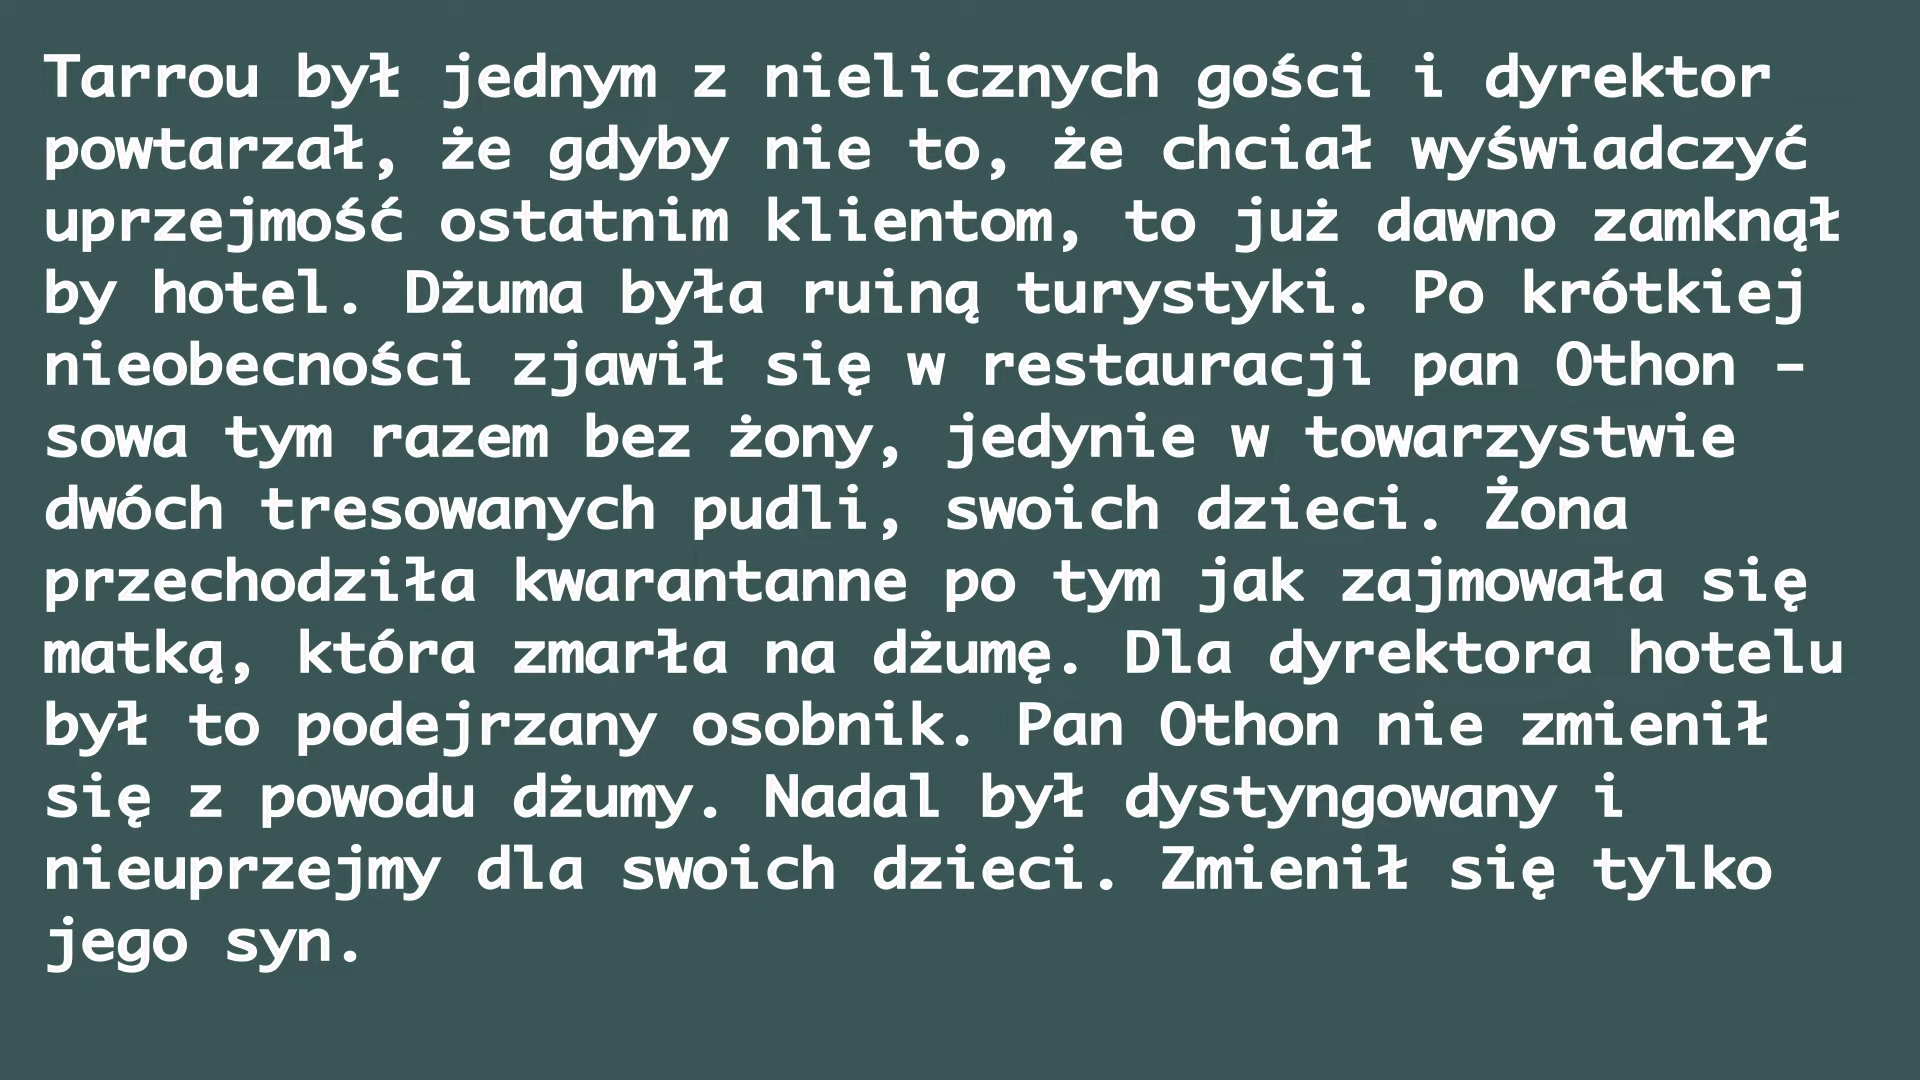 Tarrou był jednym z nielicznych gości i dyrektor
powtarzał, że gdyby nie to, że chciał wyświadczyć
uprzejmość ostatnim klientom, to już dawno zamknął
by hotel. Dżuma była ruiną turystyki. Po krótkiej
nieobecności zjawił się w restauracji pan Othon –
sowa tym razem bez żony, jedynie w towarzystwie
dwóch tresowanych pudli, swoich dzieci. Żona
przechodziła kwarantanne po tym jak zajmowała się
matką, która zmarła na dżumę. Dla dyrektora hotelu
był to podejrzany osobnik. Pan Othon nie zmienił
się z powodu dżumy. Nadal był dystyngowany i
nieuprzejmy dla swoich dzieci. Zmienił się tylko
jego syn.